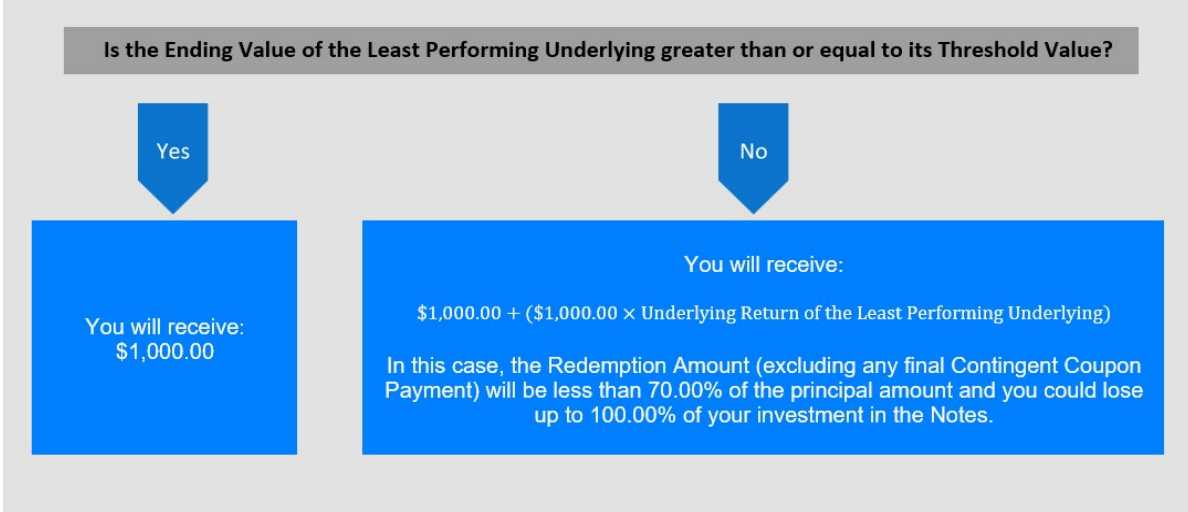 Is the Ending Value of the Least Performing Underlying greater than or equal to its Threshold Value?
Yes
No
You will receive:
$1,000.00
You will receive:
$1,000.00 + ($1,000.00 × Underlying Return of the Least Performing Underlying)
In this case, the Redemption Amount (excluding any final Contingent Coupon
Payment) will be less than 70.00% of the principal amount and you could lose
up to 100.00% of your investment in the Notes.